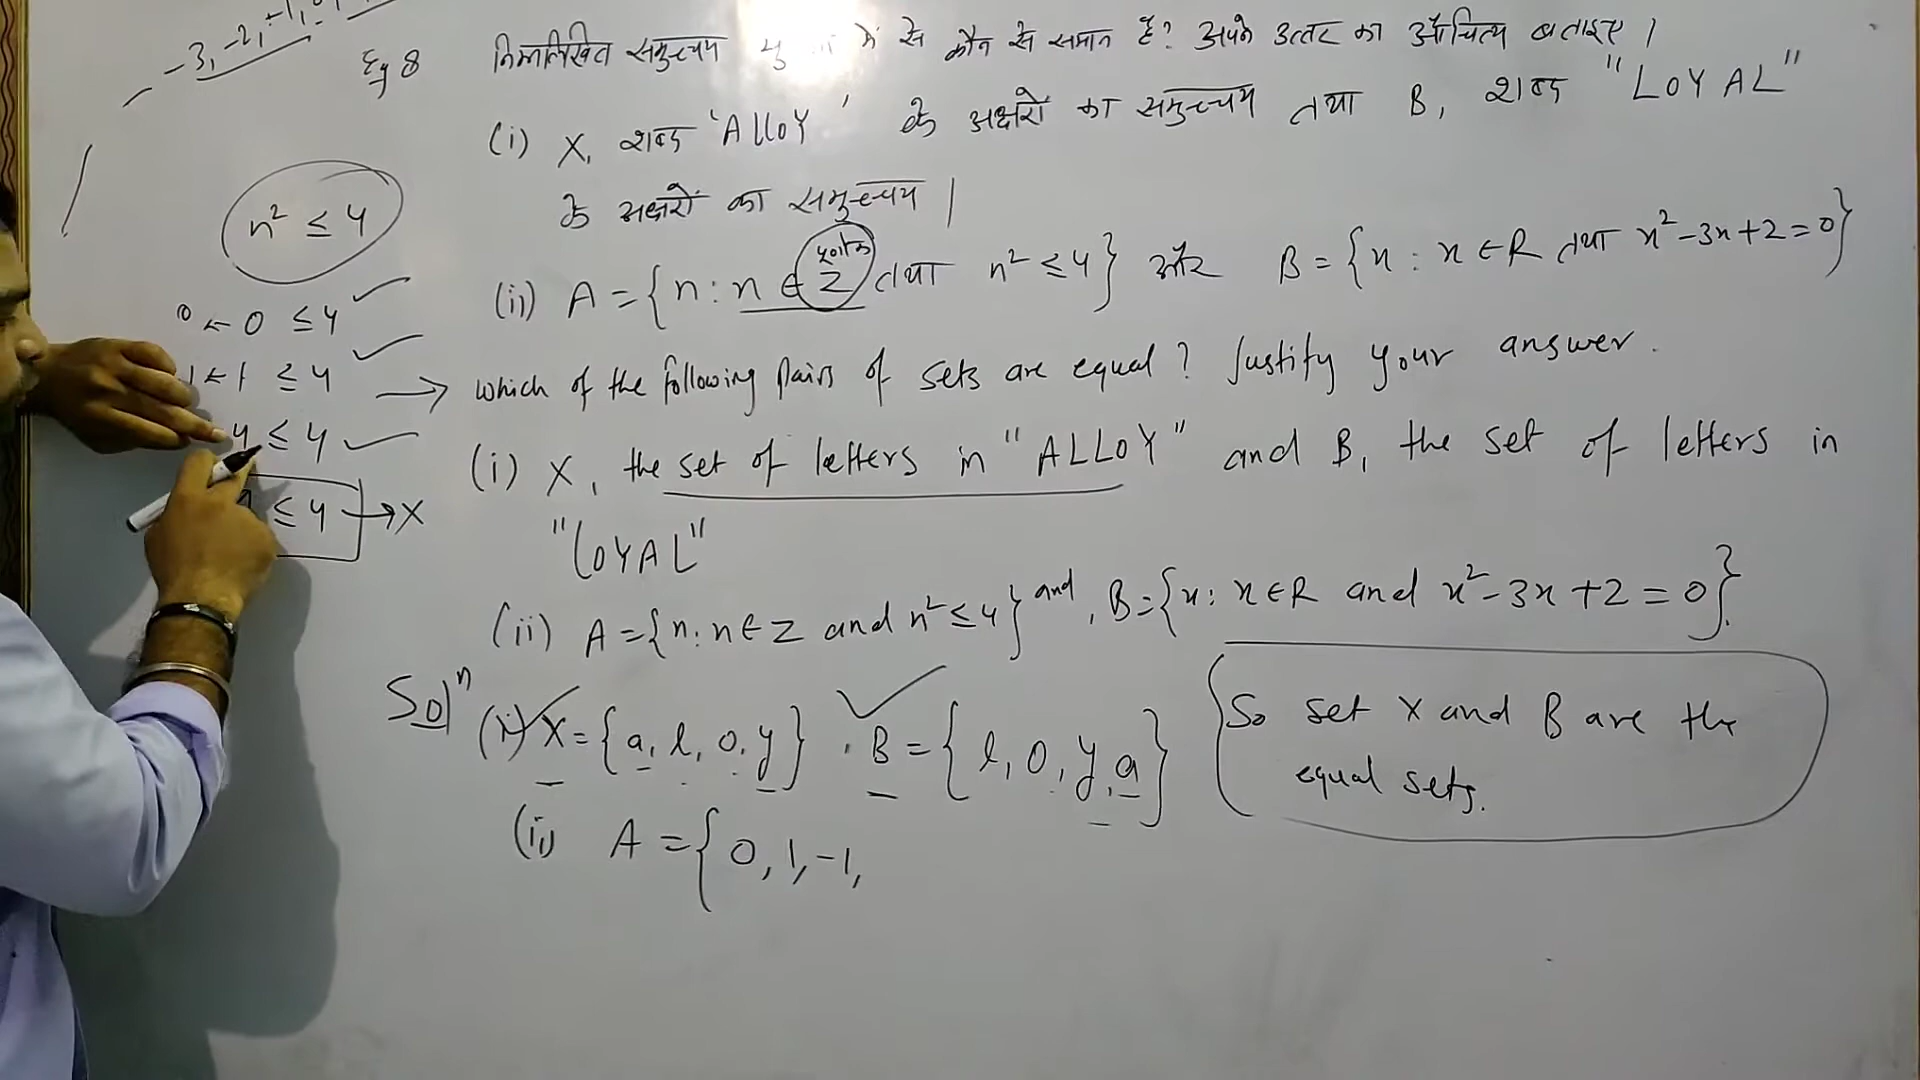 -3, -2, -1, 0,
Eg 8 निम्नलिखित समुच्चय यु में से कौन से समान है? अपने उत्तर का औचित्य बताइए।
(i) X, शब्द 'ALLOY' के अक्षरों का समुच्चय तथा B, शब्द "LOYAL"
के अक्षरों का समुच्चय।
(ii) A = {n : n ∈ Z तथा n² ≤ 4} और B = {x : x ∈ R तथा x² - 3x + 2 = 0}
पूर्णांक
n² ≤ 4
0 ← 0 ≤ 4 ✓
1 ← 1 ≤ 4 ✓
4 ≤ 4 ✓
≤ 4 → X
→ which of the following pairs of sets are equal? Justify your answer.
(i) X, the set of letters in "ALLOY" and B, the set of letters in
"LOYAL"
(ii) A = {n : n ∈ Z and n² ≤ 4} and, B = {x : x ∈ R and x² - 3x + 2 = 0}.
Solⁿ (i) X = {a, l, o, y}, B = {l, o, y, a}
So set X and B are the
equal sets.
(ii) A = {0, 1, -1,